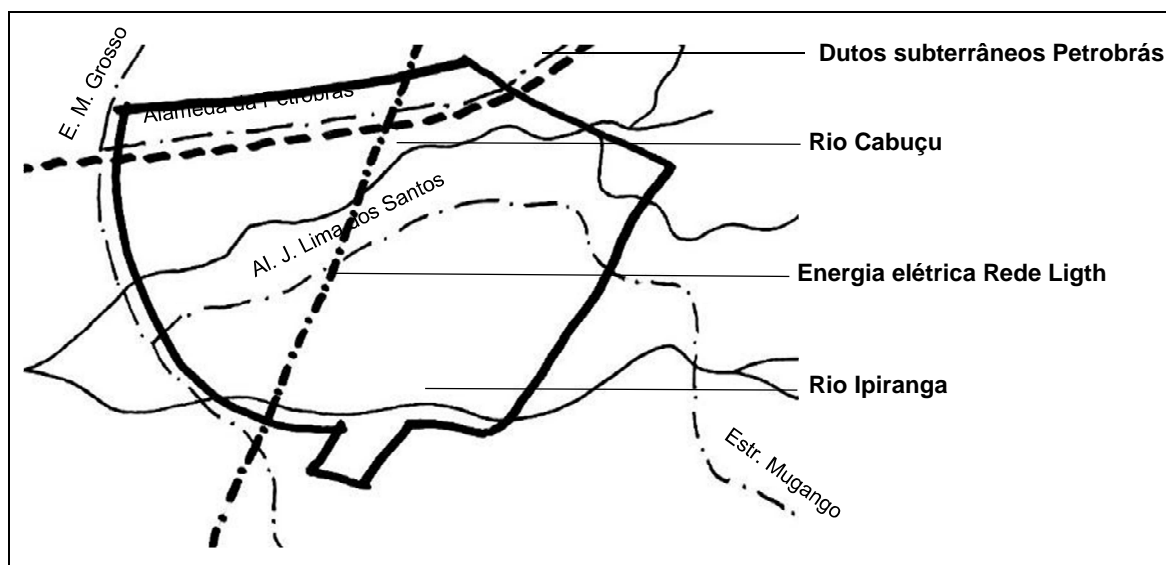 E. M. Grosso
Dutos subterrâneos Petrobrás
Alameda da Petrobrás
Rio Cabuçu
Al. J. Lima dos Santos
Energia elétrica Rede Ligth
Rio Ipiranga
Estr. Mugango